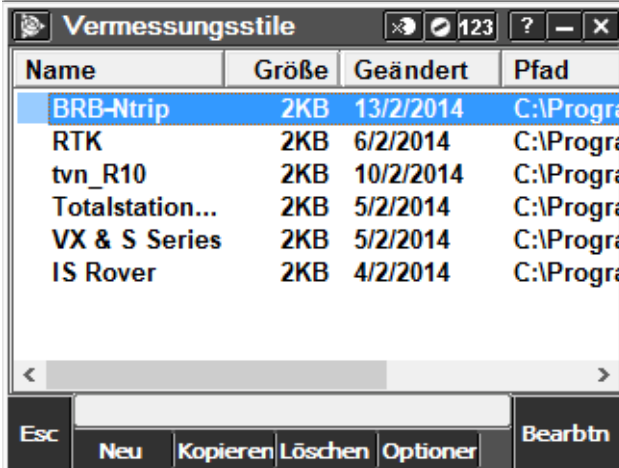 Vermessungsstile 123 ?
Name Größe Geändert Pfad
BRB-Ntrip 2KB 13/2/2014 C:\Progra
RTK 2KB 6/2/2014 C:\Progra
tvn_R10 2KB 10/2/2014 C:\Progra
Totalstation... 2KB 5/2/2014 C:\Progra
VX & S Series 2KB 5/2/2014 C:\Progra
IS Rover 2KB 4/2/2014 C:\Progra
Esc Neu Kopieren Löschen Optioner Bearbtn